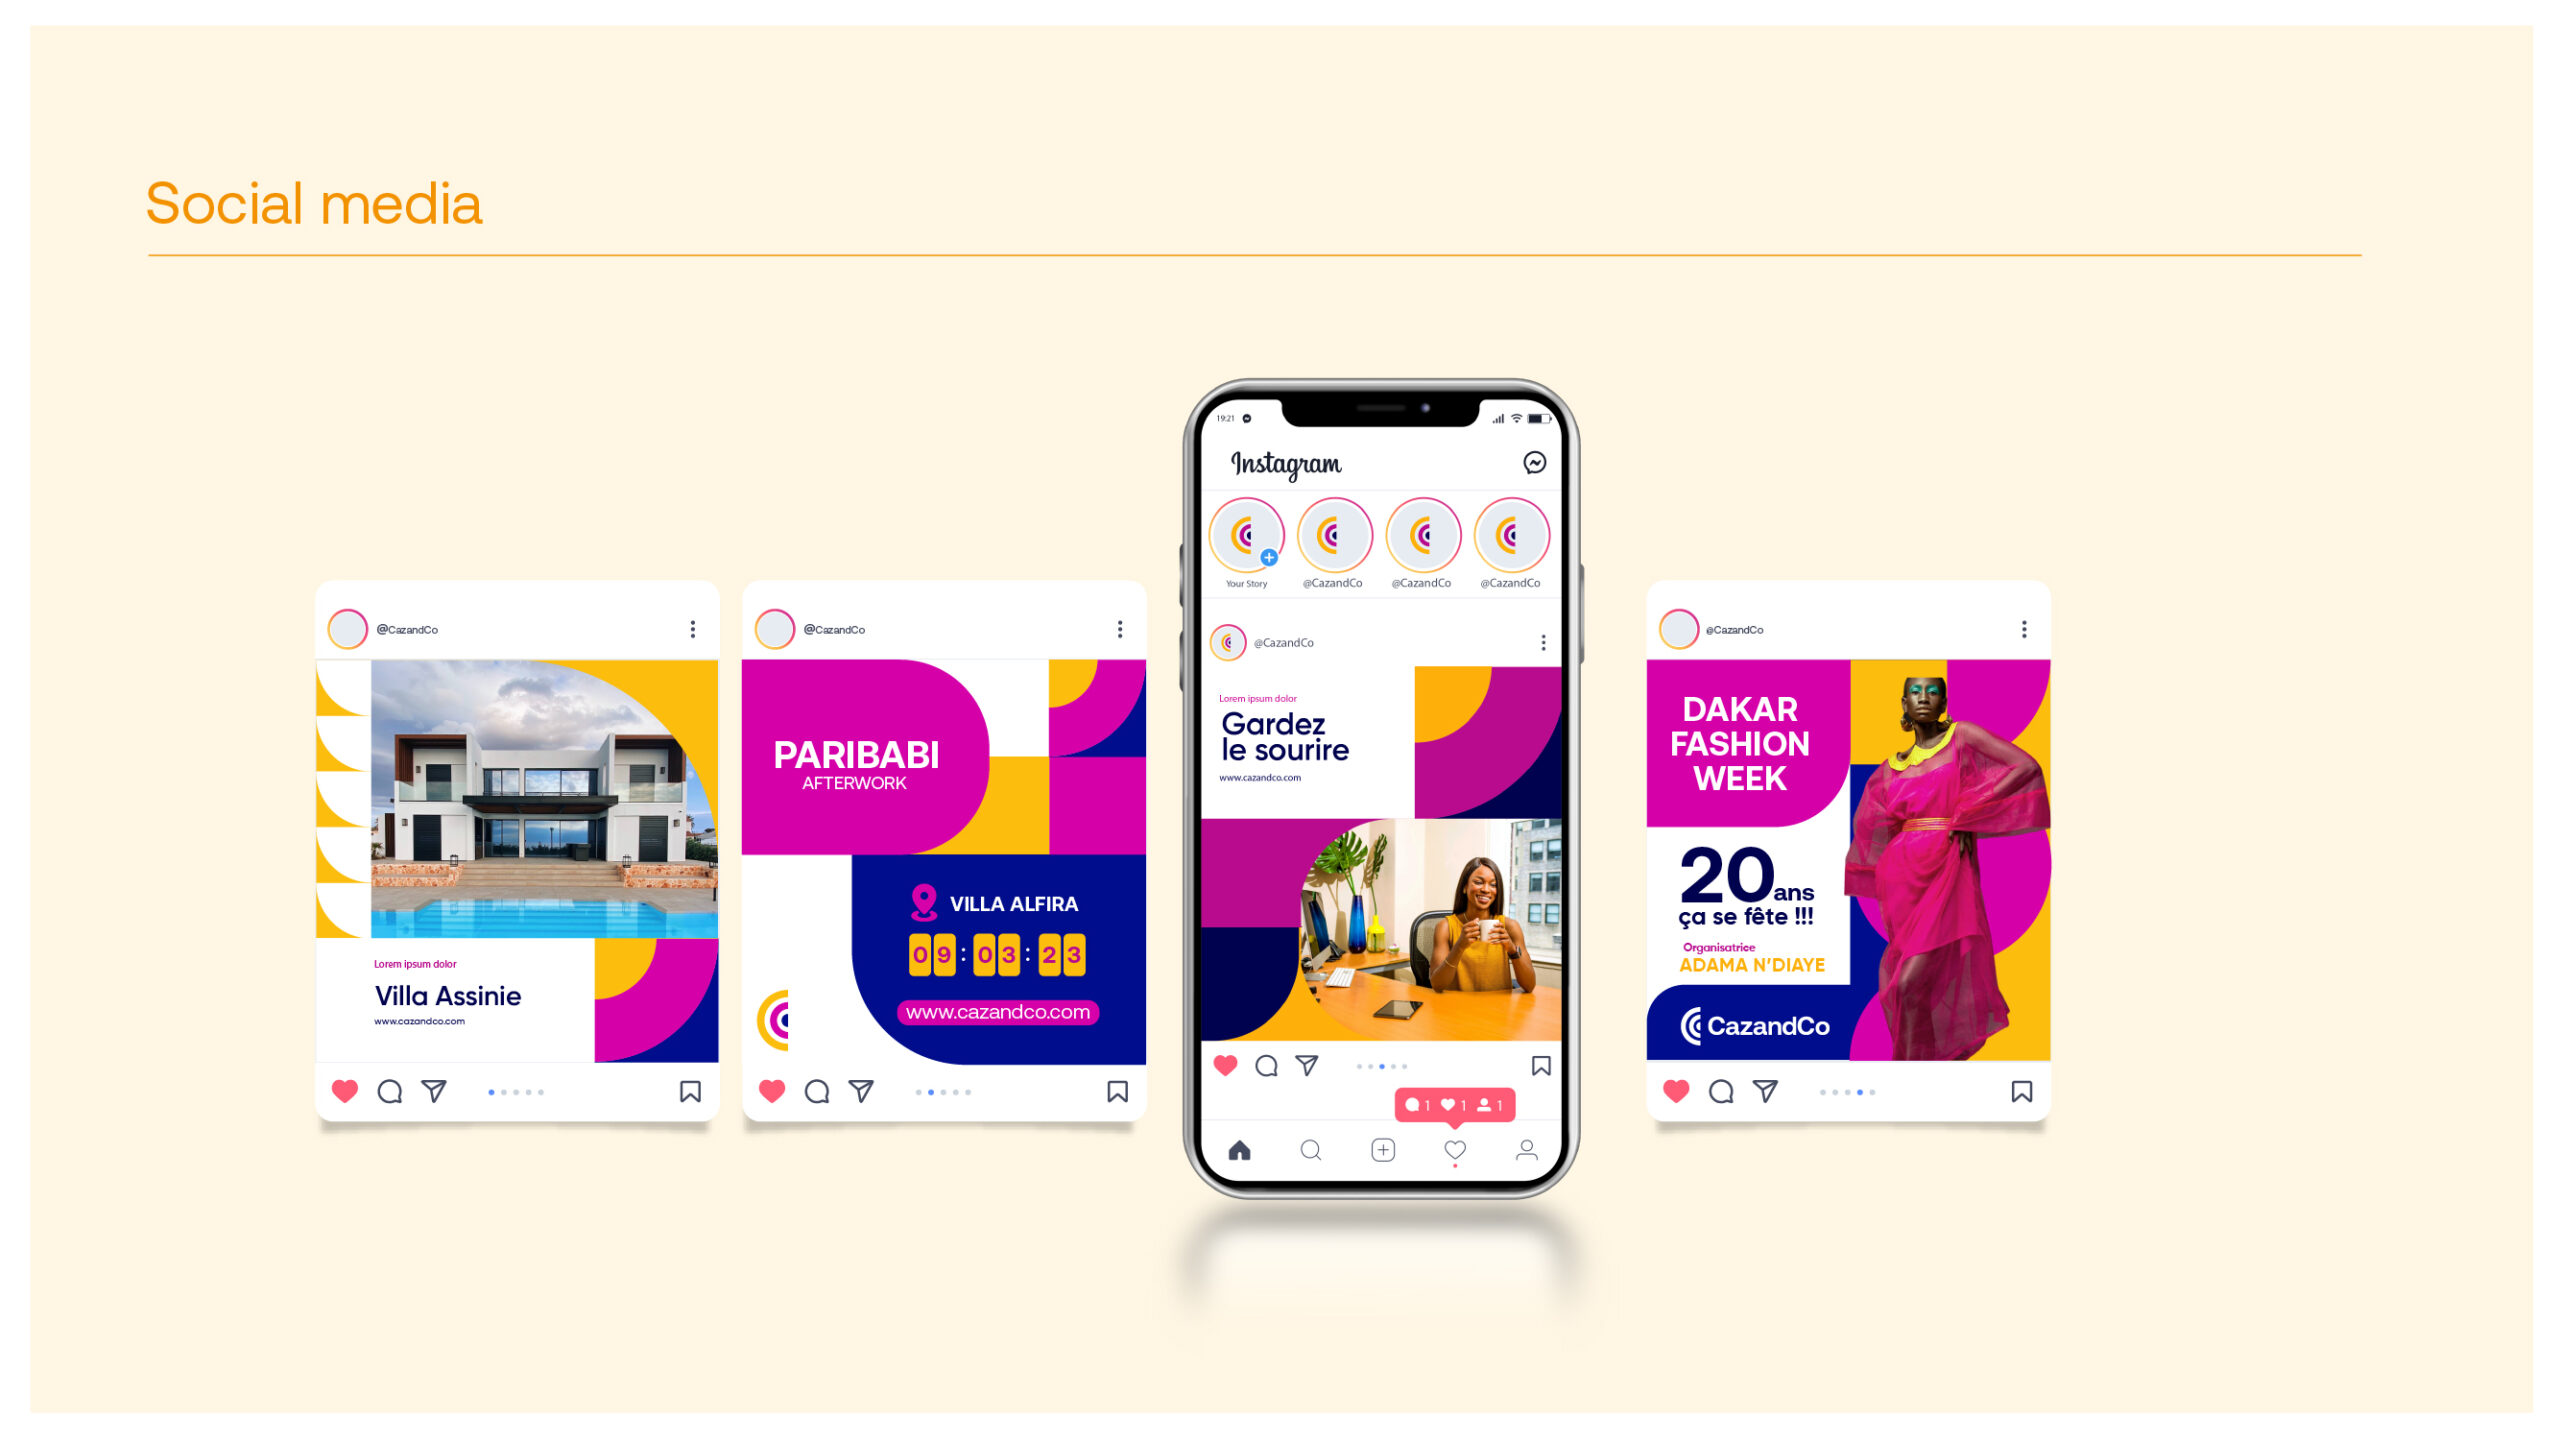 Social media
@CazandCo
Lorem ipsum dolor
Villa Assinie
www.cazandco.com
@CazandCo
PARIBABI
AFTERWORK
VILLA ALFIRA
09:03:23
www.cazandco.com
19:21
Instagram
Your Story
@CazandCo
@CazandCo
@CazandCo
@CazandCo
Lorem ipsum dolor
Gardez
le sourire
www.cazandco.com
1 1 1
@CazandCo
DAKAR
FASHION
WEEK
20ans
ça se fête !!!
Organisatrice
ADAMA N'DIAYE
CazandCo